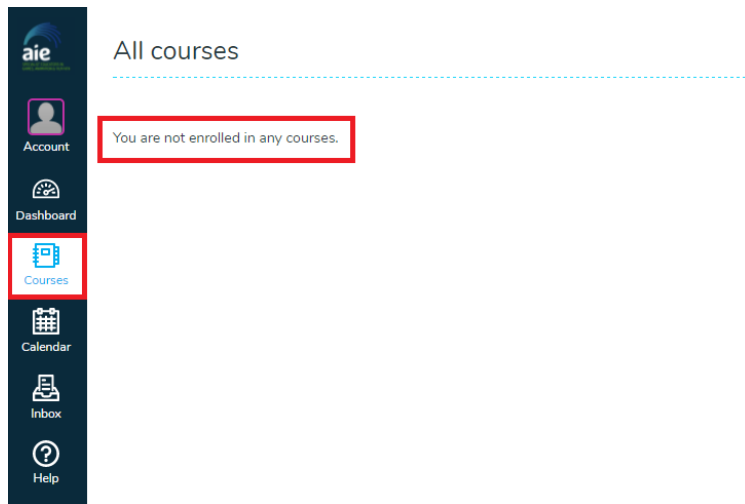 aie
All courses
Account
You are not enrolled in any courses.
Dashboard
Courses
Calendar
Inbox
Help